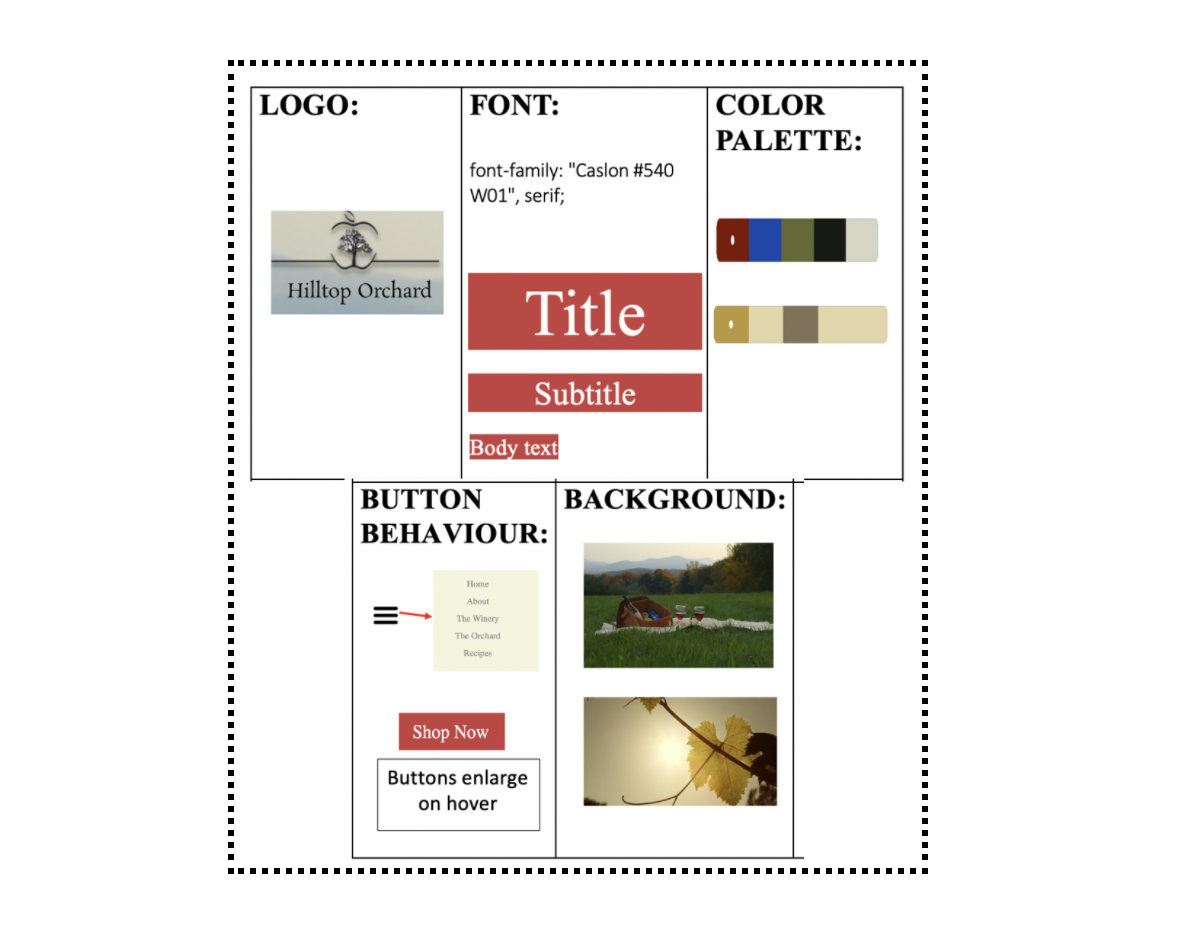 LOGO:
Hilltop Orchard
FONT:
font-family: "Caslon #540
W01", serif;
Title
Subtitle
Body text
COLOR
PALETTE:
BUTTON
BEHAVIOUR:
Home
About
The Winery
The Orchard
Recipes
Shop Now
Buttons enlarge
on hover
BACKGROUND: